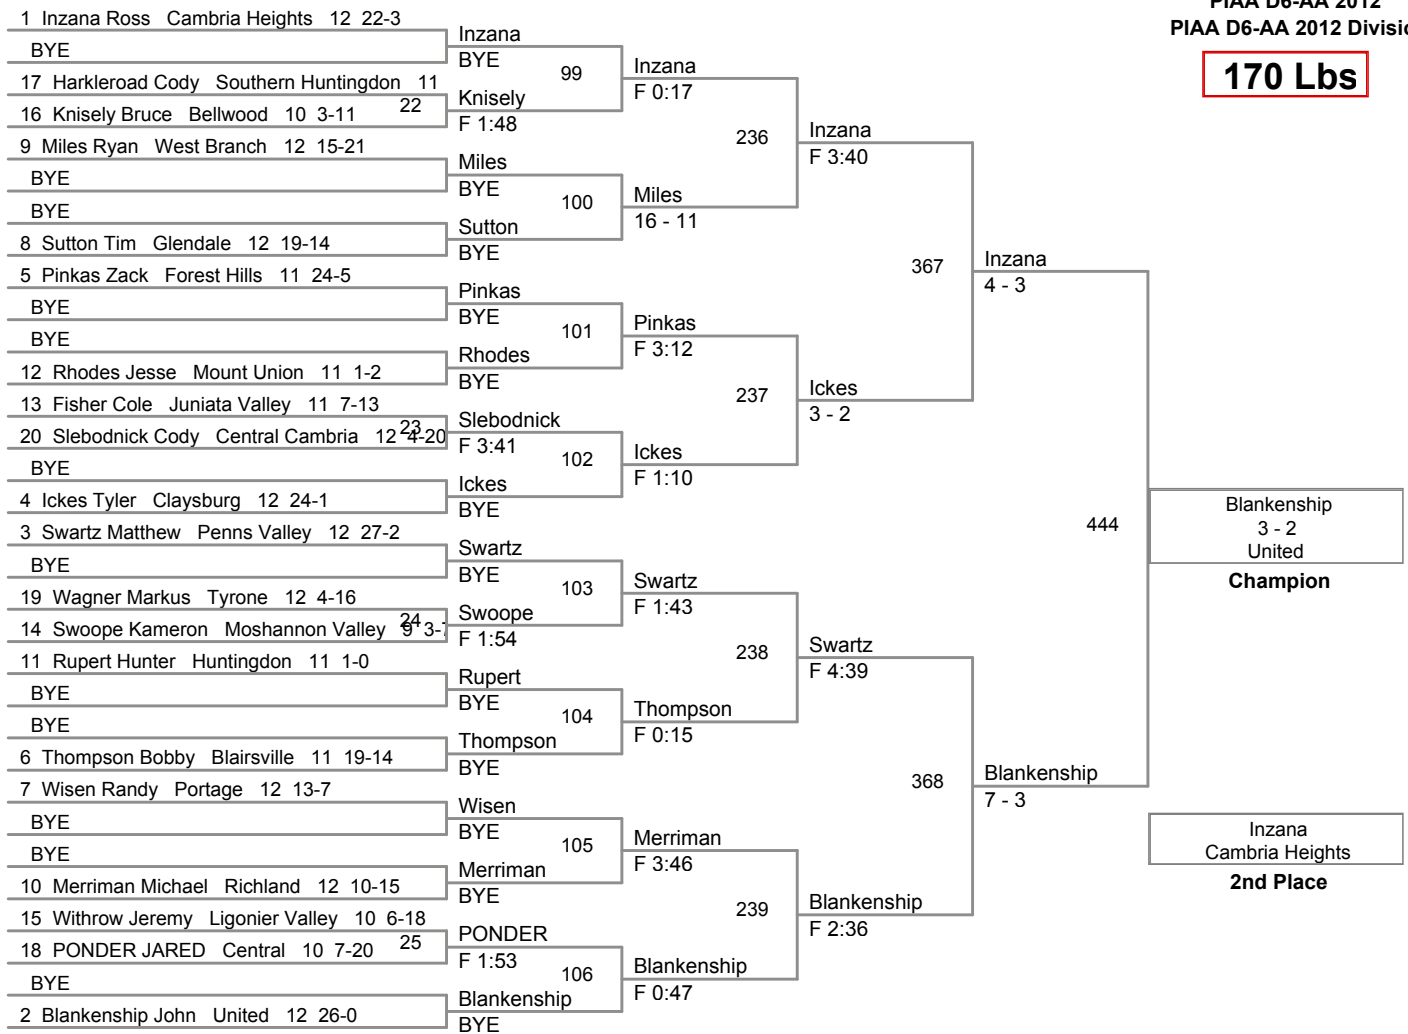 PIAA D6-AA 2012
PIAA D6-AA 2012 Divisio
170 Lbs
1 Inzana Ross Cambria Heights 12 22-3
BYE
17 Harkleroad Cody Southern Huntingdon 11
16 Knisely Bruce Bellwood 10 3-11
22
9 Miles Ryan West Branch 12 15-21
BYE
BYE
8 Sutton Tim Glendale 12 19-14
5 Pinkas Zack Forest Hills 11 24-5
BYE
BYE
12 Rhodes Jesse Mount Union 11 1-2
13 Fisher Cole Juniata Valley 11 7-13
23
20 Slebodnick Cody Central Cambria 12 4-20
BYE
4 Ickes Tyler Claysburg 12 24-1
3 Swartz Matthew Penns Valley 12 27-2
BYE
19 Wagner Markus Tyrone 12 4-16
24
14 Swoope Kameron Moshannon Valley 9 3-7
11 Rupert Hunter Huntingdon 11 1-0
BYE
BYE
6 Thompson Bobby Blairsville 11 19-14
7 Wisen Randy Portage 12 13-7
BYE
BYE
10 Merriman Michael Richland 12 10-15
15 Withrow Jeremy Ligonier Valley 10 6-18
18 PONDER JARED Central 10 7-20
25
BYE
2 Blankenship John United 12 26-0
Inzana
BYE
99
Knisely
F 1:48
Miles
BYE
100
Sutton
BYE
Pinkas
BYE
101
Rhodes
BYE
Slebodnick
F 3:41
102
Ickes
BYE
Swartz
BYE
103
Swoope
F 1:54
Rupert
BYE
104
Thompson
BYE
Wisen
BYE
105
Merriman
BYE
PONDER
F 1:53
106
Blankenship
BYE
Inzana
F 0:17
236
Miles
16 - 11
Pinkas
F 3:12
237
Ickes
F 1:10
Swartz
F 1:43
238
Thompson
F 0:15
Merriman
F 3:46
239
Blankenship
F 0:47
Inzana
F 3:40
367
Ickes
3 - 2
Swartz
F 4:39
368
Blankenship
F 2:36
Inzana
4 - 3
444
Blankenship
7 - 3
Blankenship
3 - 2
United
Champion
Inzana
Cambria Heights
2nd Place